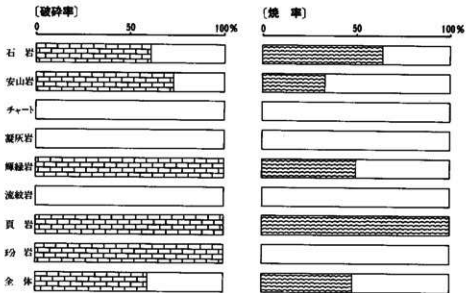 〔破砕率〕 〔焼 率〕
0 50 100% 0 50 100%
石 岩
安山岩
チャート
凝灰岩
輝緑岩
流紋岩
頁 岩
玢 岩
全 体